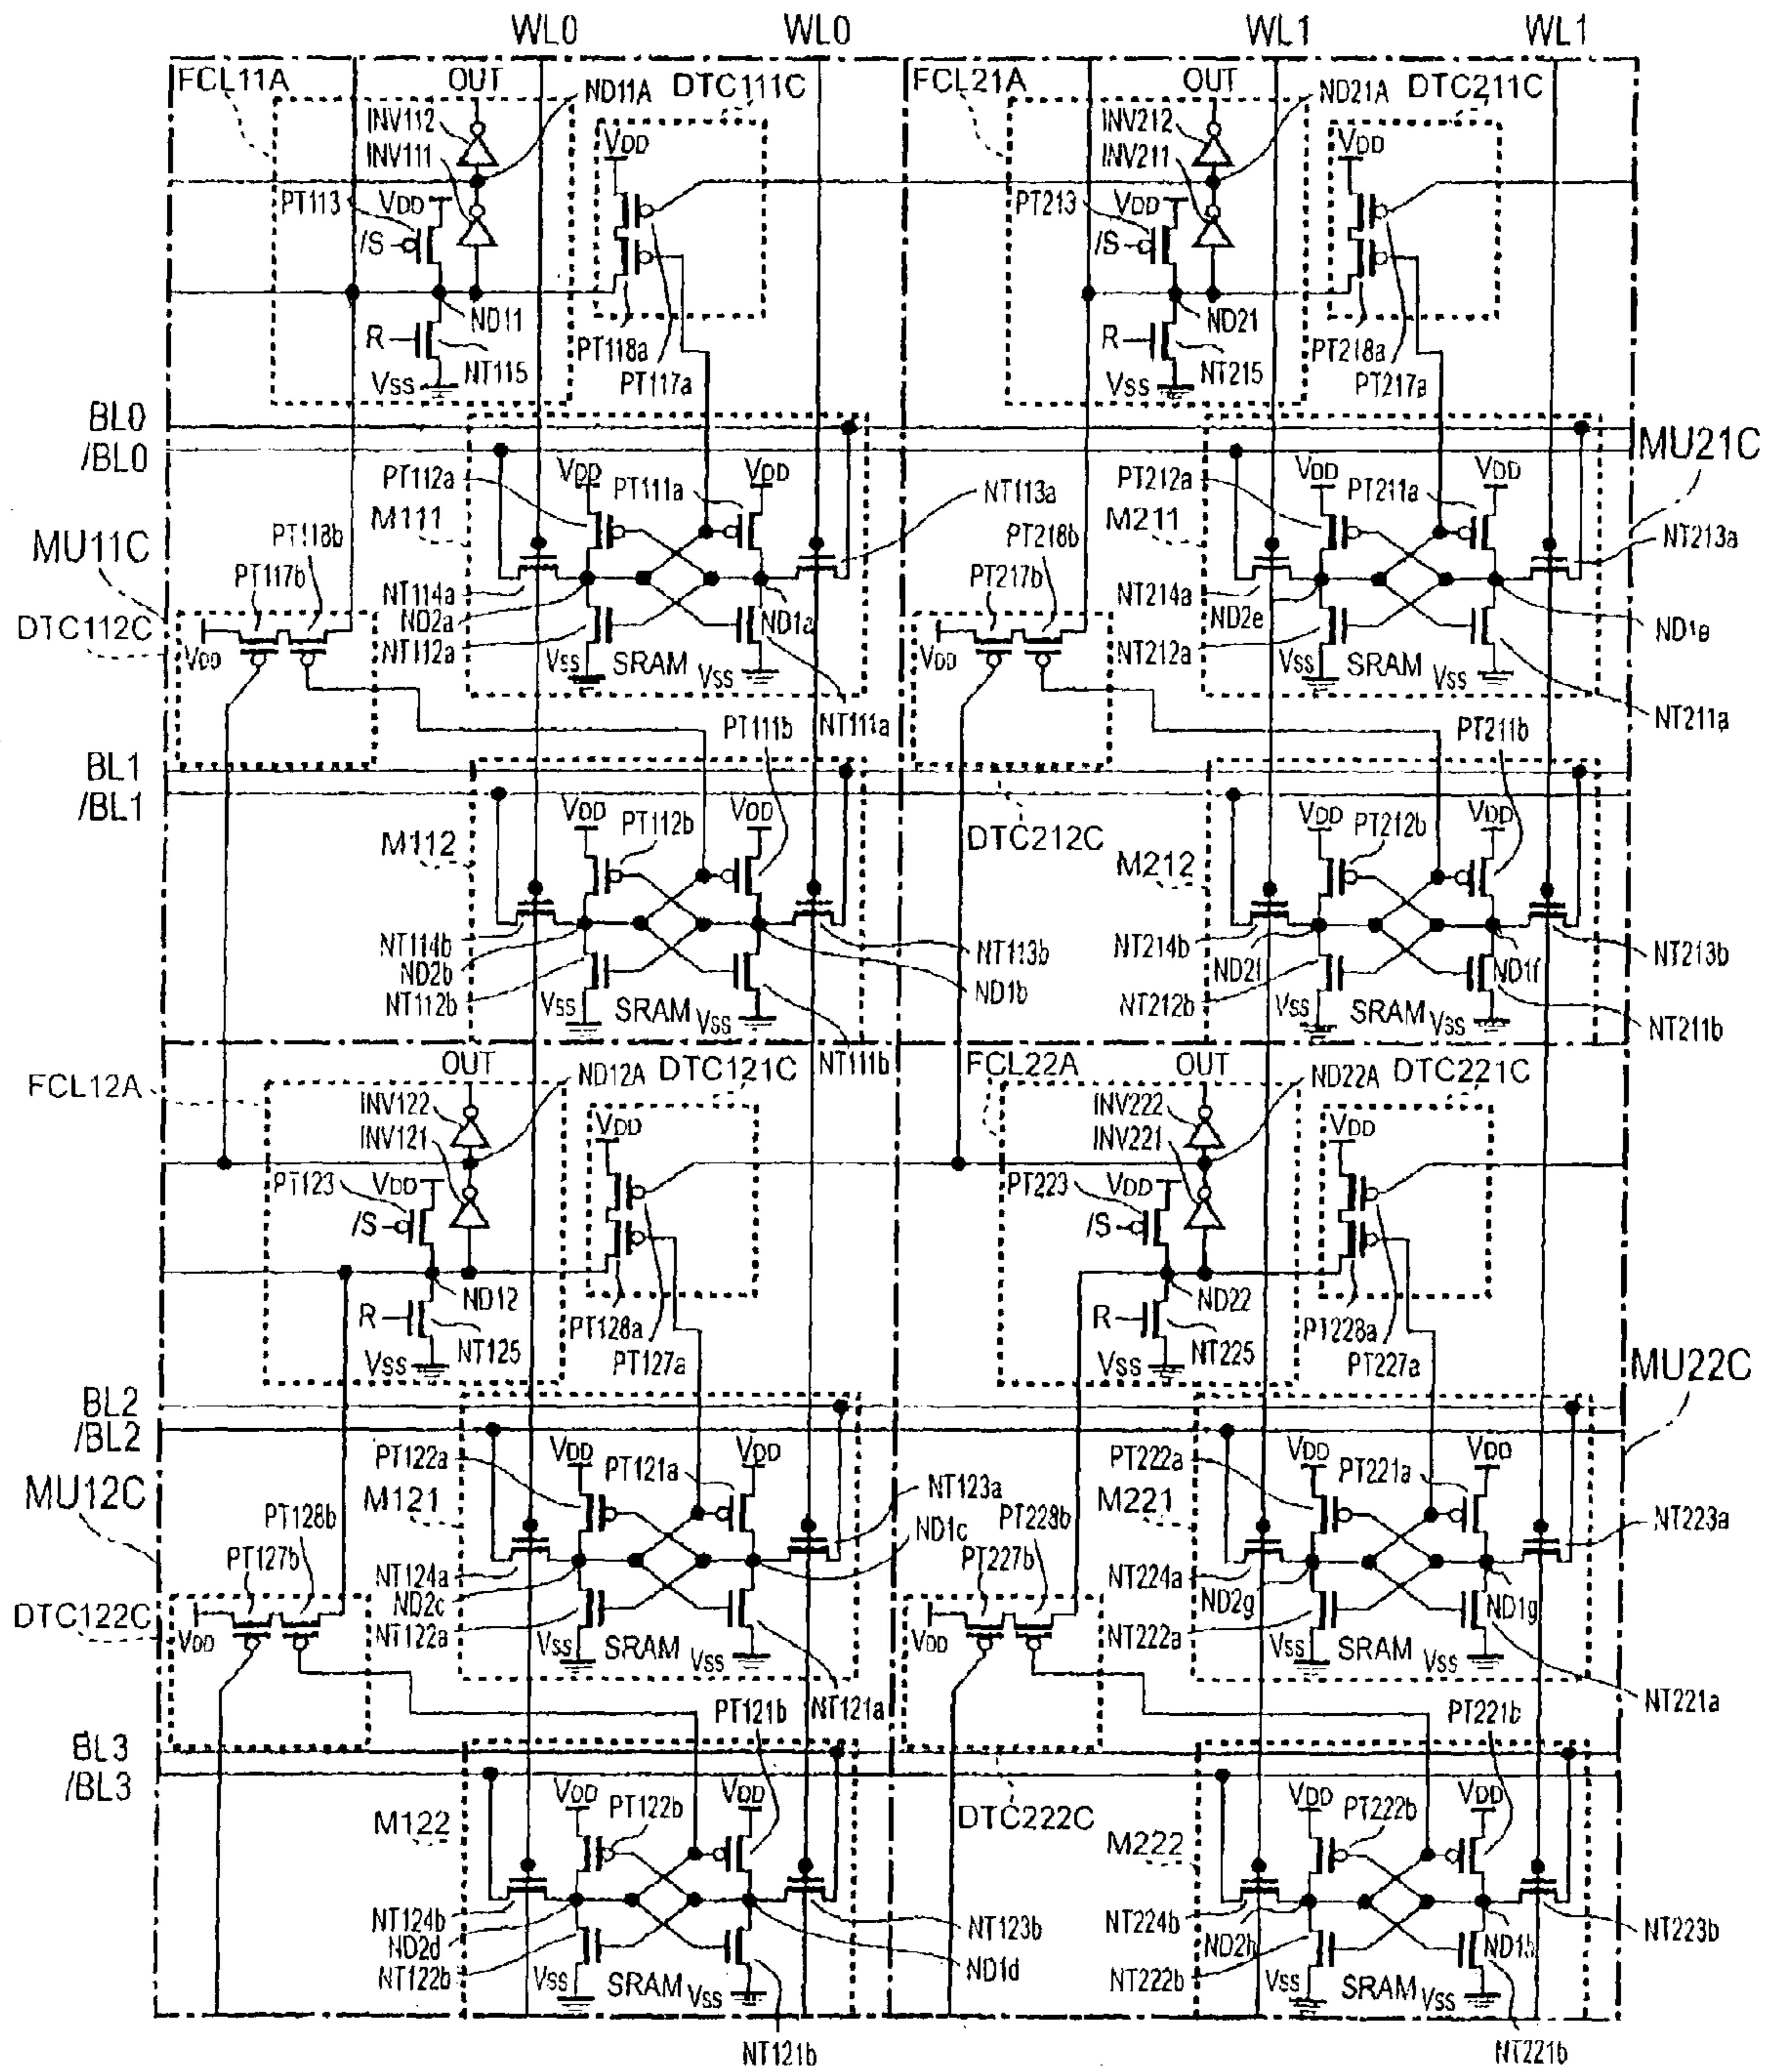 WL0 WL0 WL1 WL1
FCL11A OUT ND11A DTC111C FCL21A OUT ND21A DTC211C
INV112 VDD INV212 VDD
INV111 INV211
PT113 VDD PT213 VDD
/S /S
ND11 ND21
R PT118a R PT218a
VSS NT115 PT117a VSS NT215 PT217a
BL0
/BL0 MU21C
PT112a VDD PT111a VDD NT113a PT212a VDD PT211a VDD
M111 M211 NT213a
MU11C PT118b PT218b
PT117b PT217b
NT114a NT214a
DTC112C ND2a ND1a ND2e ND1e
VDD NT112a VSS SRAM VSS VDD NT212a VSS SRAM VSS
NT111a NT211a
PT111b PT211b
BL1
/BL1
VDD PT112b VDD DTC212C VDD PT212b VDD
M112 M212
NT114b NT113b NT214b NT213b
ND2b ND1b ND2f ND1f
NT112b VSS SRAM VSS NT212b VSS SRAM VSS
NT111b NT211b
FCL12A OUT ND12A DTC121C FCL22A OUT ND22A DTC221C
INV122 VDD INV222 VDD
INV121 INV221
PT123 VDD PT223 VDD
/S /S
ND12 ND22
R PT128a R PT228a
VSS NT125 PT127a VSS NT225 PT227a
MU22C
BL2
/BL2
PT122a VDD PT121a VDD PT222a VDD PT221a VDD
MU12C M121 NT123a M221 NT223a
PT128b ND1c PT228b
PT127b PT227b
NT124a NT224a
DTC122C ND2c ND2g ND1g
VDD NT122a VSS SRAM VSS VDD NT222a VSS SRAM VSS
NT121a NT221a
PT121b PT221b
BL3
/BL3
VDD PT122b VDD DTC222C VDD PT222b VDD
M122 M222
NT124b NT123b NT224b NT223b
ND2d ND1d ND2h ND1h
NT122b VSS SRAM VSS NT222b VSS SRAM VSS
NT121b NT221b